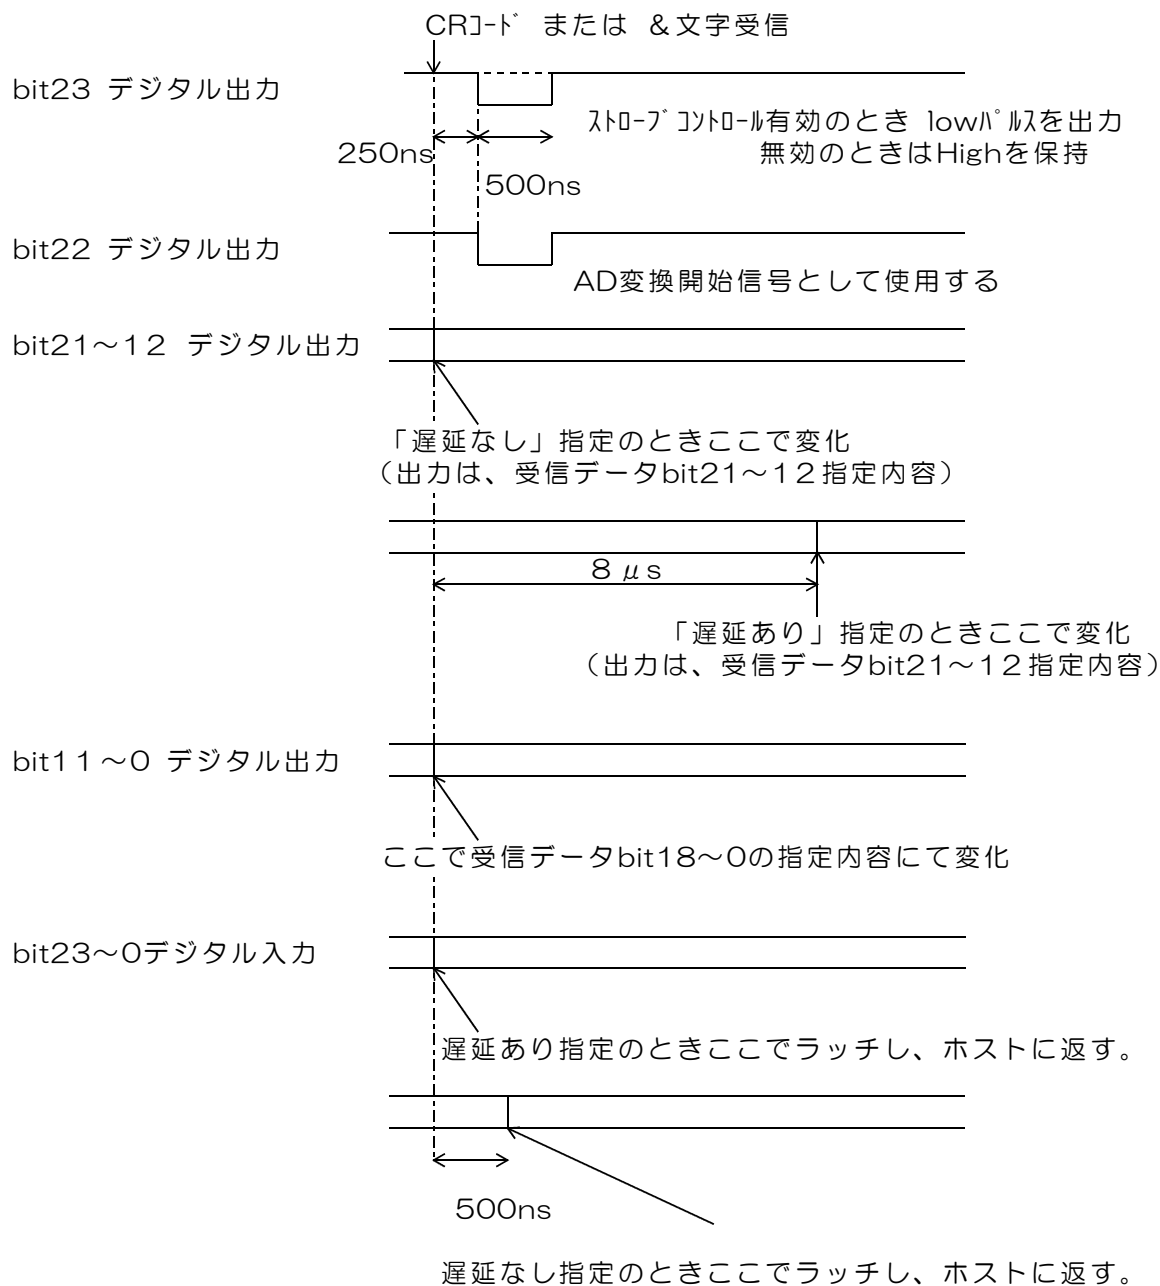 CRｺｰﾄﾞ または ＆文字受信
bit23 デジタル出力
ｽﾄﾛｰﾌﾞｺﾝﾄﾛｰﾙ有効のとき lowﾊﾟﾙｽを出力
無効のときはHighを保持
250ns
500ns
bit22 デジタル出力
AD変換開始信号として使用する
bit21～12 デジタル出力
「遅延なし」指定のときここで変化
（出力は、受信データbit21～12指定内容）
8μs
「遅延あり」指定のときここで変化
（出力は、受信データbit21～12指定内容）
bit11～0 デジタル出力
ここで受信データbit18～0の指定内容にて変化
bit23～0デジタル入力
遅延あり指定のときここでラッチし、ホストに返す。
500ns
遅延なし指定のときここでラッチし、ホストに返す。